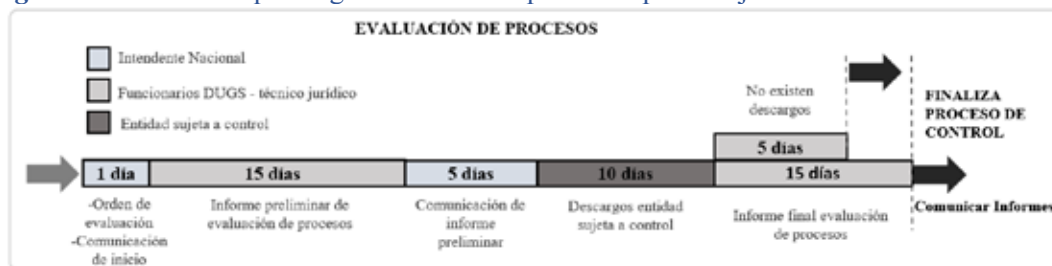 EVALUACIÓN DE PROCESOS
Intendente Nacional
Funcionarios DUGS - técnico jurídico
Entidad sujeta a control
No existen
descargos
FINALIZA
PROCESO DE
CONTROL
5 días
1 día
15 días
5 días
10 días
15 días
-Orden de
evaluación
-Comunicación
de inicio
Informe preliminar de
evaluación de procesos
Comunicación de
informe
preliminar
Descargos entidad
sujeta a control
Informe final evaluación
de procesos
Comunicar Informes